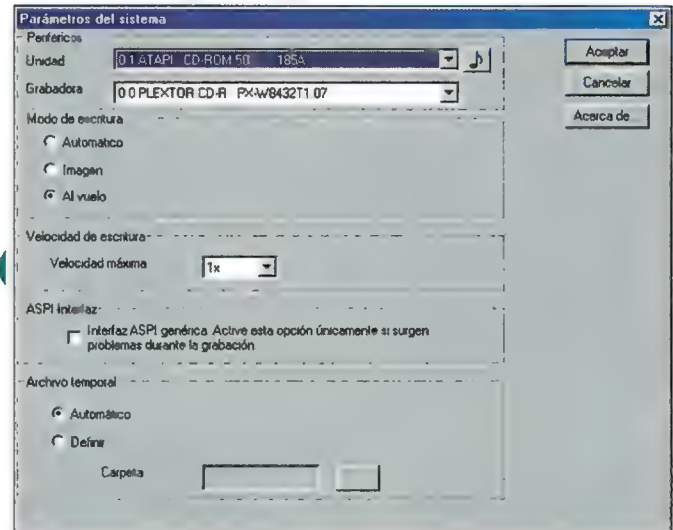 Parámetros del sistema
Periféricos
Unidad
0 1 ATAPI CD-ROM 50 185A
Grabadora
0 0 PLEXTOR CD-R PX-W8432T1 07
Modo de escritura
Automático
Imagen
Al vuelo
Velocidad de escritura
Velocidad máxima
1x
ASPI Interfaz
Interfaz ASPI genérica. Active esta opción únicamente si surgen
problemas durante la grabación
Archivo temporal
Automático
Definir
Carpeta
Aceptar
Cancelar
Acerca de...